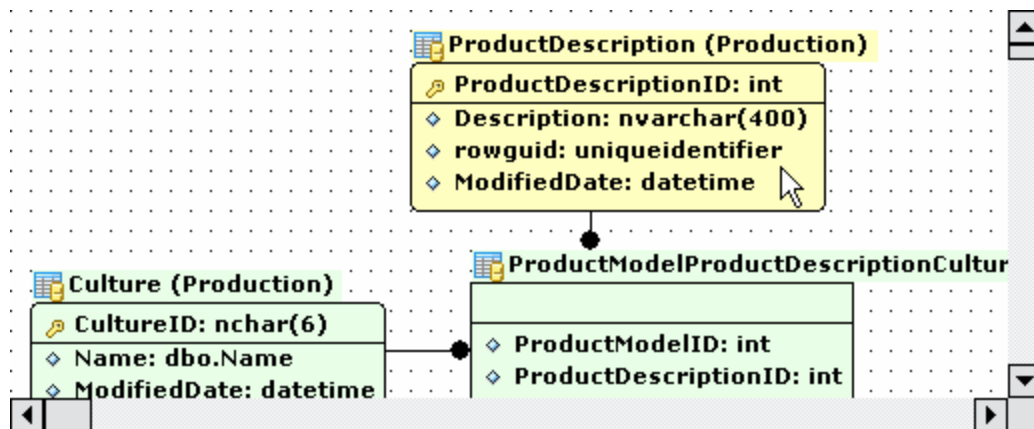 ProductDescription (Production)
ProductDescriptionID: int
Description: nvarchar(400)
rowguid: uniqueidentifier
ModifiedDate: datetime
Culture (Production)
CultureID: nchar(6)
Name: dbo.Name
ModifiedDate: datetime
ProductModelProductDescriptionCultur
ProductModelID: int
ProductDescriptionID: int